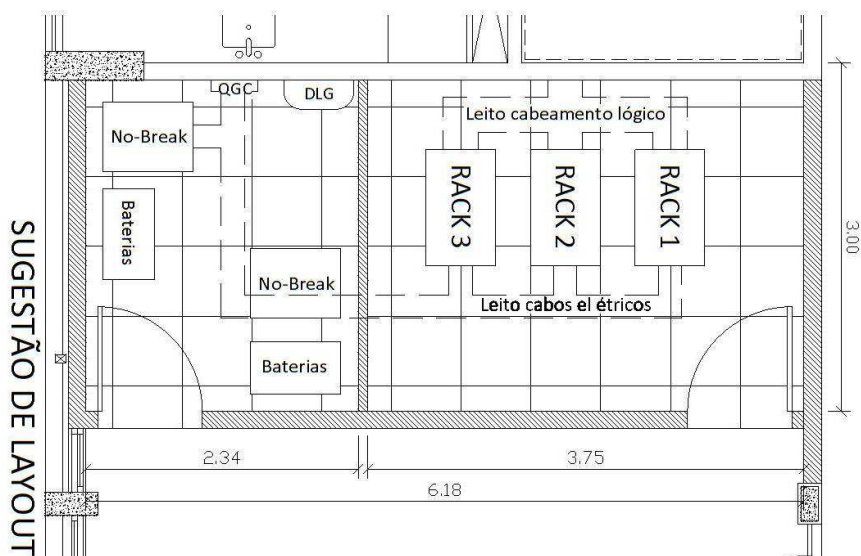 QGC
DLG
No-Break
Leito cabeamento lógico
Baterias
RACK 3
RACK 2
RACK 1
3.00
No-Break
Leito cabos el étricos
Baterias
2.34
3.75
6.18
SUGESTÃO DE LAYOUT